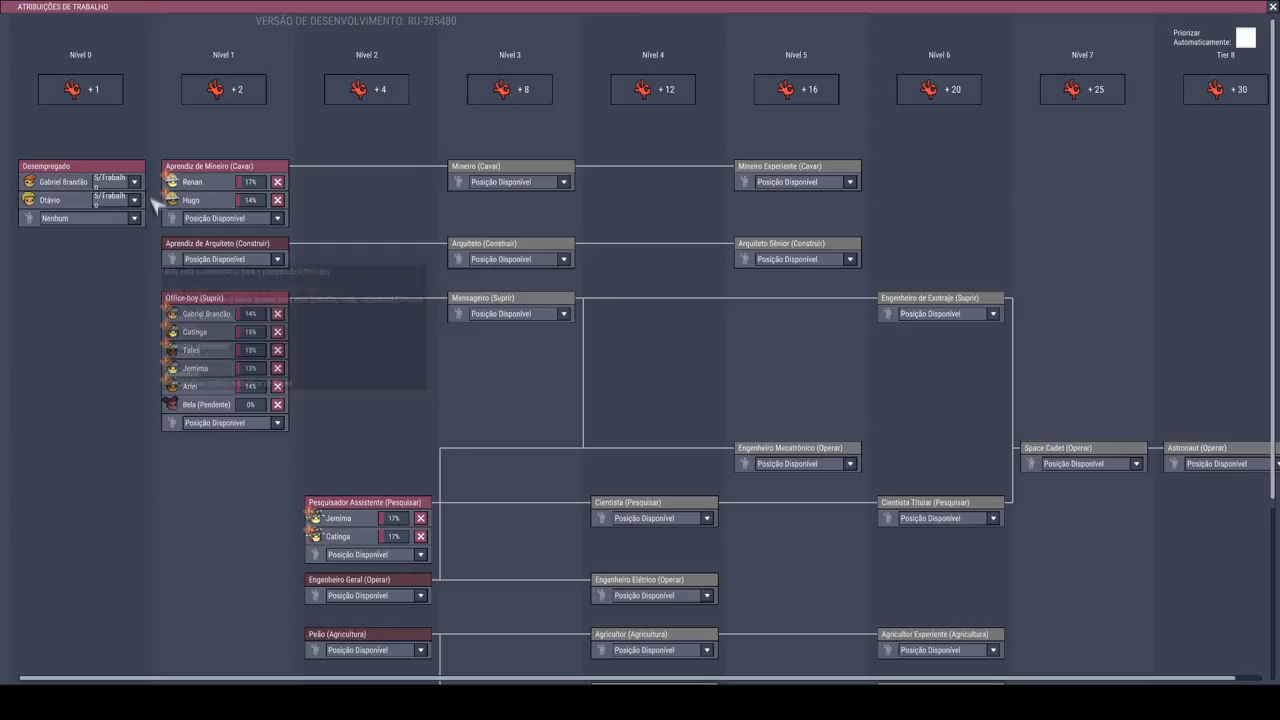 ATRIBUIÇÕES DE TRABALHO
VERSÃO DE DESENVOLVIMENTO: RU-285480
Priorizar
Automaticamente:
Nível 0
Nível 1
Nível 2
Nível 3
Nível 4
Nível 5
Nível 6
Nível 7
Tier 8
+ 1
+ 2
+ 4
+ 8
+ 12
+ 16
+ 20
+ 25
+ 30
Desempregado
Gabriel Brandão
S/Trabalh
o
Otávio
S/Trabalh
o
Nenhum
Aprendiz de Mineiro (Cavar)
Renan 17%
Hugo 14%
Posição Disponível
Mineiro (Cavar)
Posição Disponível
Mineiro Experiente (Cavar)
Posição Disponível
Aprendiz de Arquiteto (Construir)
Posição Disponível
Arquiteto (Construir)
Posição Disponível
Arquiteto Sênior (Construir)
Posição Disponível
Office-boy (Suprir)
Gabriel Brandão 14%
Catinga 15%
Tales 13%
Jemima 13%
Ariel 14%
Bela (Pendente) 0%
Posição Disponível
Mensageiro (Suprir)
Posição Disponível
Engenheiro de Exotraje (Suprir)
Posição Disponível
Engenheiro Mecatrônico (Operar)
Posição Disponível
Space Cadet (Operar)
Posição Disponível
Astronaut (Operar)
Posição Disponível
Pesquisador Assistente (Pesquisar)
Jemima 17%
Catinga 17%
Posição Disponível
Cientista (Pesquisar)
Posição Disponível
Cientista Titular (Pesquisar)
Posição Disponível
Engenheiro Geral (Operar)
Posição Disponível
Engenheiro Elétrico (Operar)
Posição Disponível
Peão (Agricultura)
Posição Disponível
Agricultor (Agricultura)
Posição Disponível
Agricultor Experiente (Agricultura)
Posição Disponível